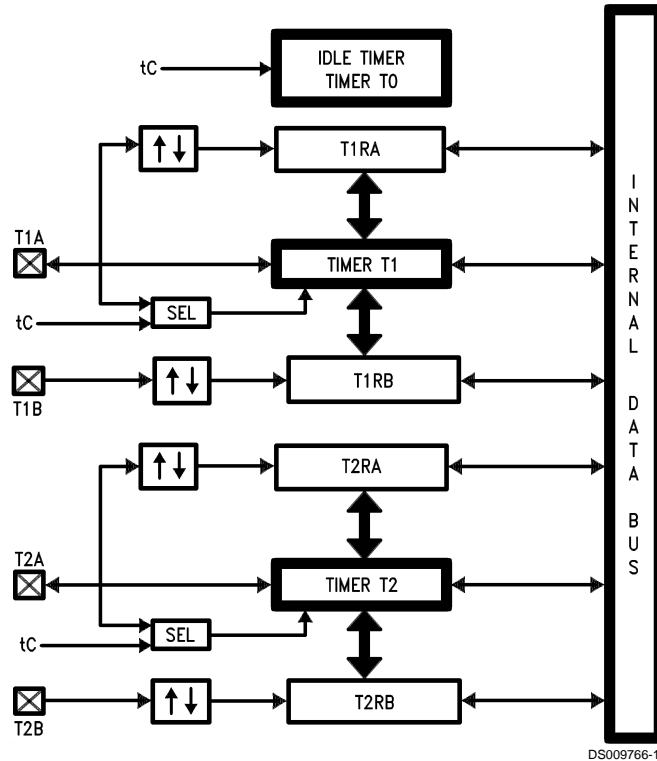 tC
IDLE TIMER
TIMER T0
T1RA
T1A
TIMER T1
SEL
tC
T1B
T1RB
T2RA
T2A
TIMER T2
SEL
tC
T2B
T2RB
INTERNAL DATA BUS
DS009766-1